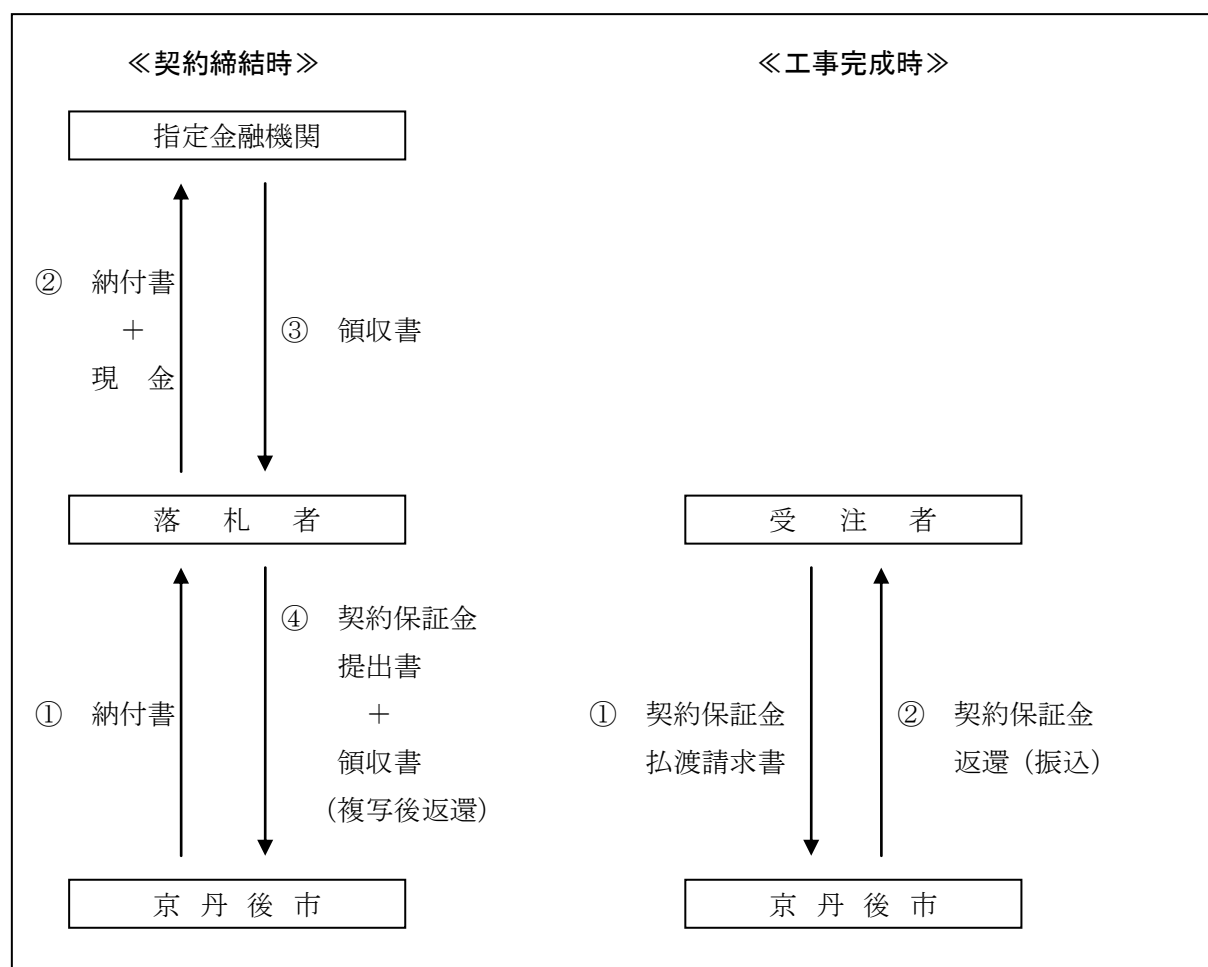 ≪契約締結時≫
指定金融機関
② 納付書
＋
現　金
③ 領収書
落　札　者
① 納付書
④ 契約保証金
提出書
＋
領収書
（複写後返還）
京 丹 後 市
≪工事完成時≫
受　注　者
① 契約保証金
払渡請求書
② 契約保証金
返還（振込）
京 丹 後 市